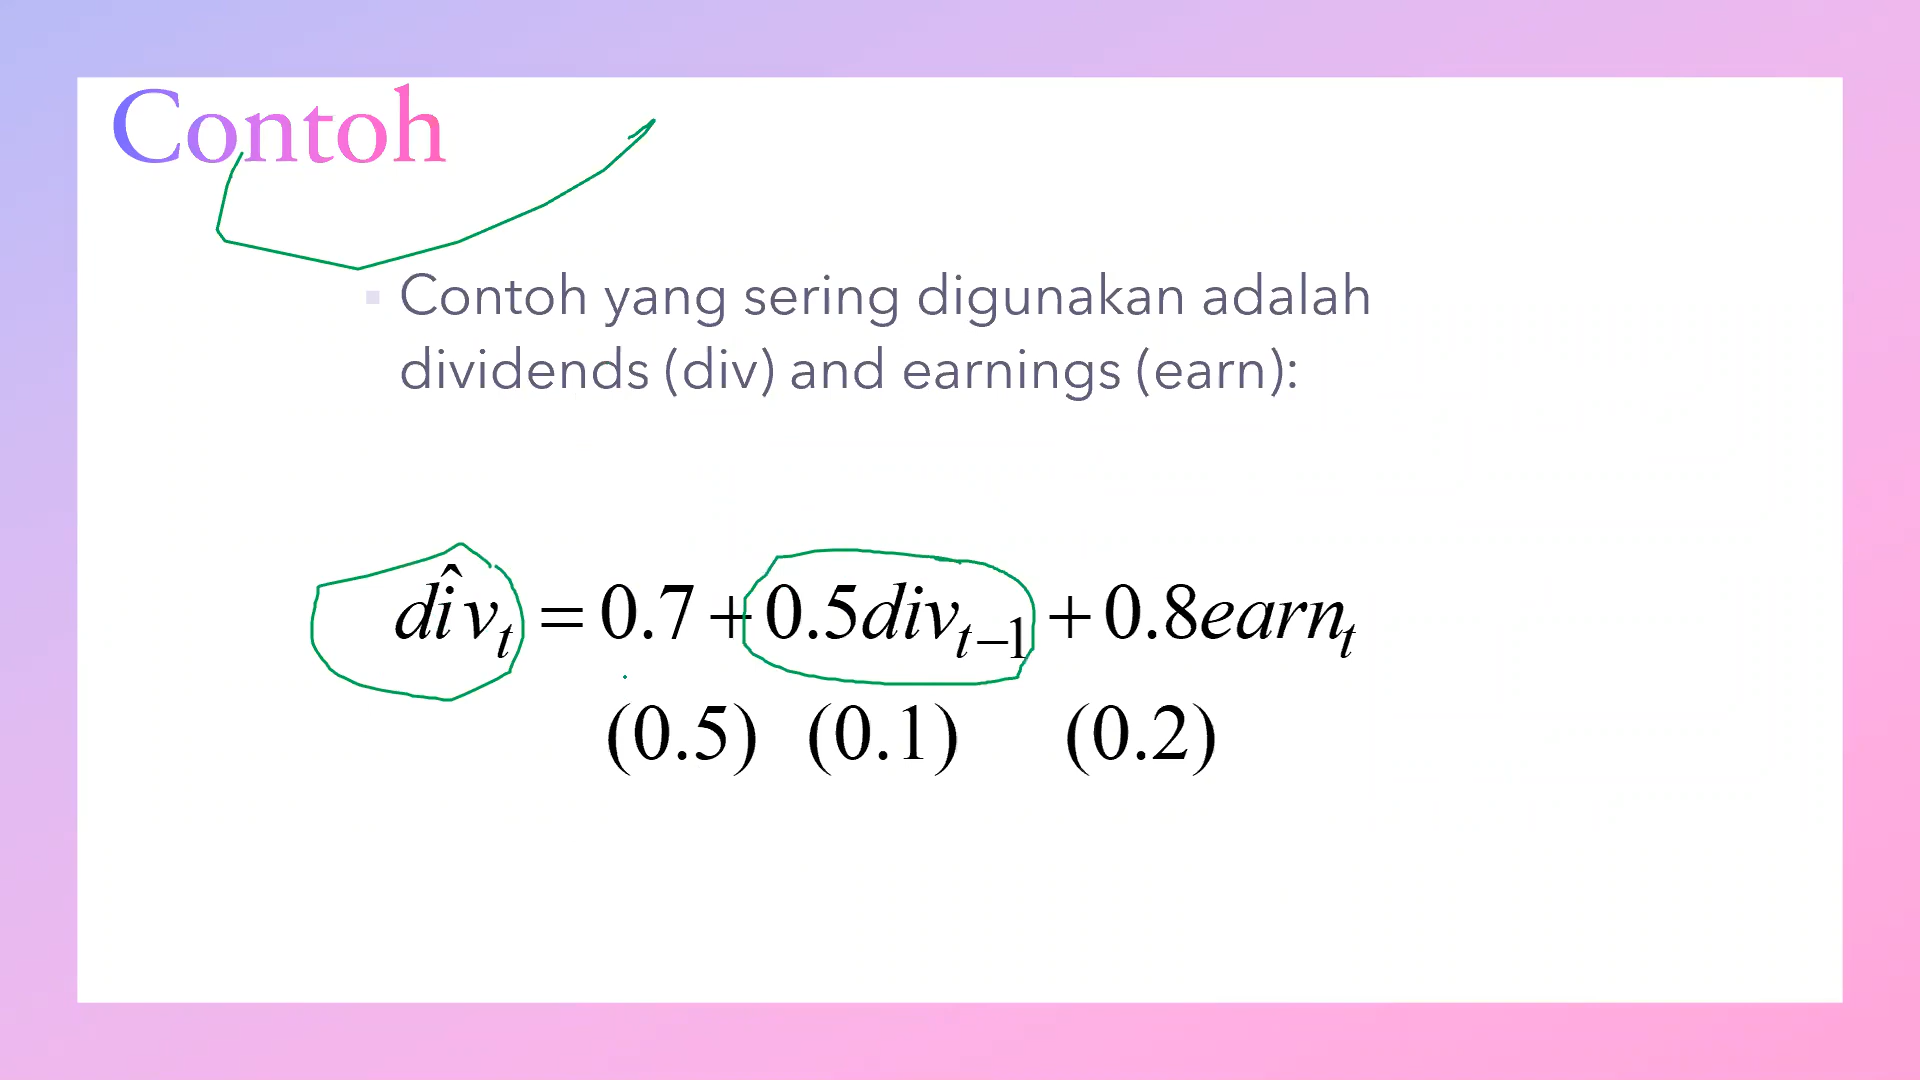 Contoh
Contoh yang sering digunakan adalah
dividends (div) and earnings (earn):
dîv_t = 0.7 + 0.5div_{t−1} + 0.8earn_t
(0.5) (0.1) (0.2)